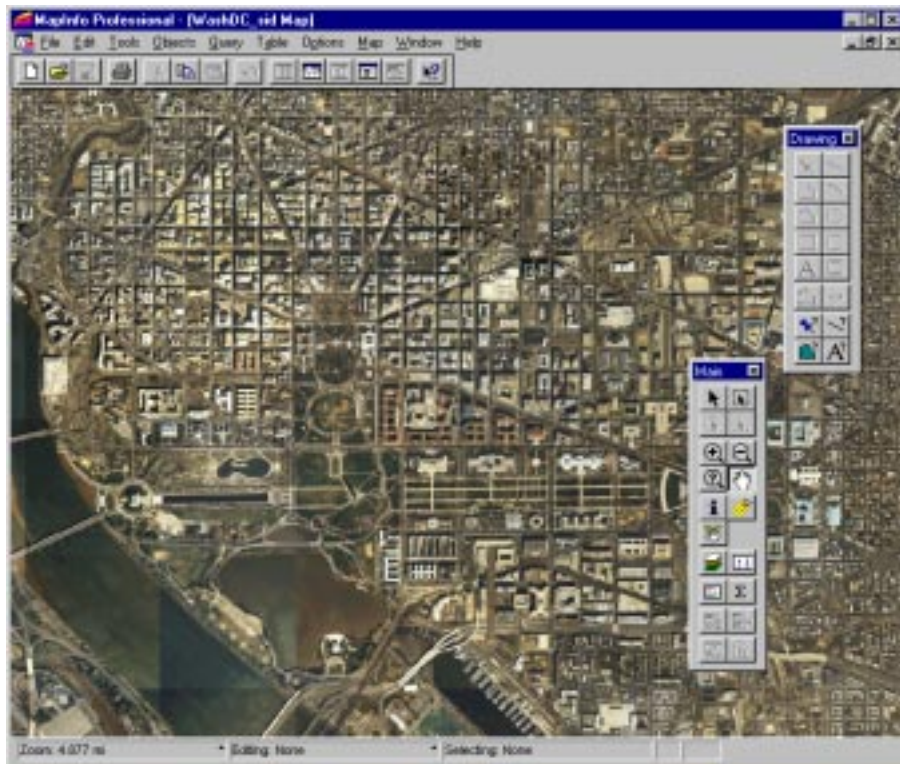 MapInfo Professional - [WashDC_sid Map]
File Edit Tools Objects Query Table Options Map Window Help
Drawing
Main
Zoom: 4.077 mi
Editing: None
Selecting: None